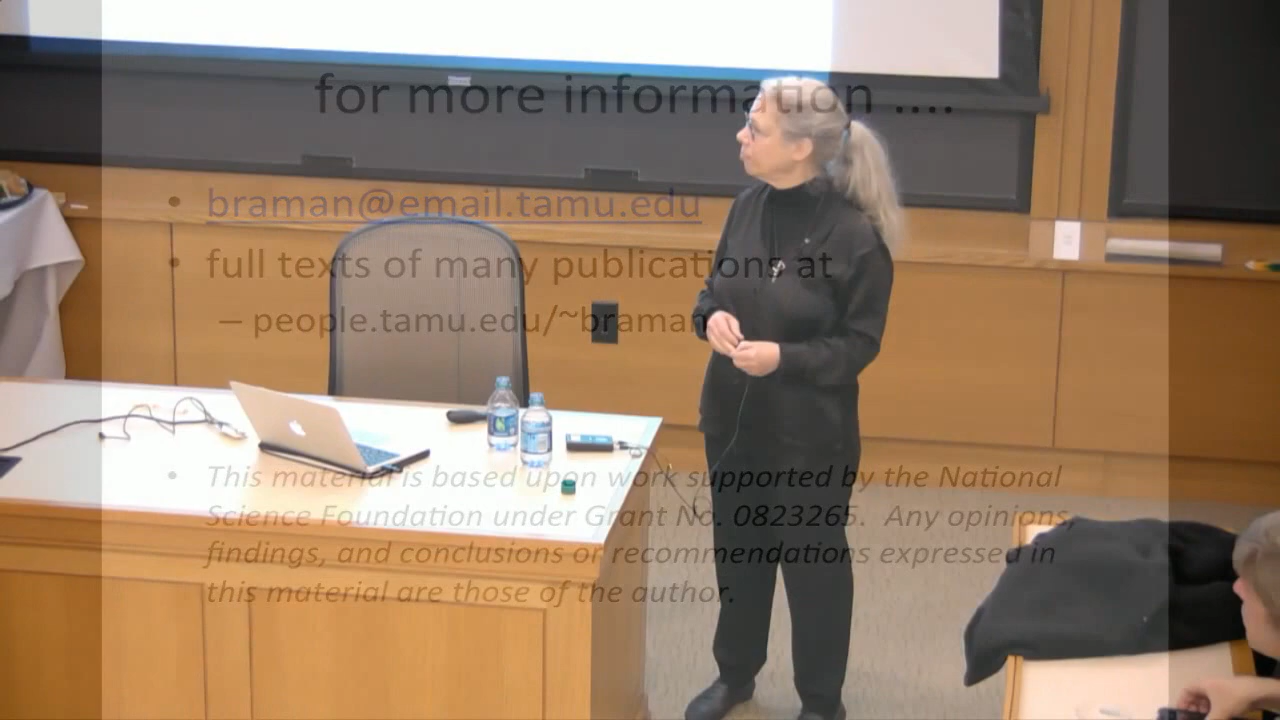 for more information ....
• braman@email.tamu.edu
• full texts of many publications at
– people.tamu.edu/~braman
• This material is based upon work supported by the National
Science Foundation under Grant No. 0823265. Any opinions,
findings, and conclusions or recommendations expressed in
this material are those of the author.